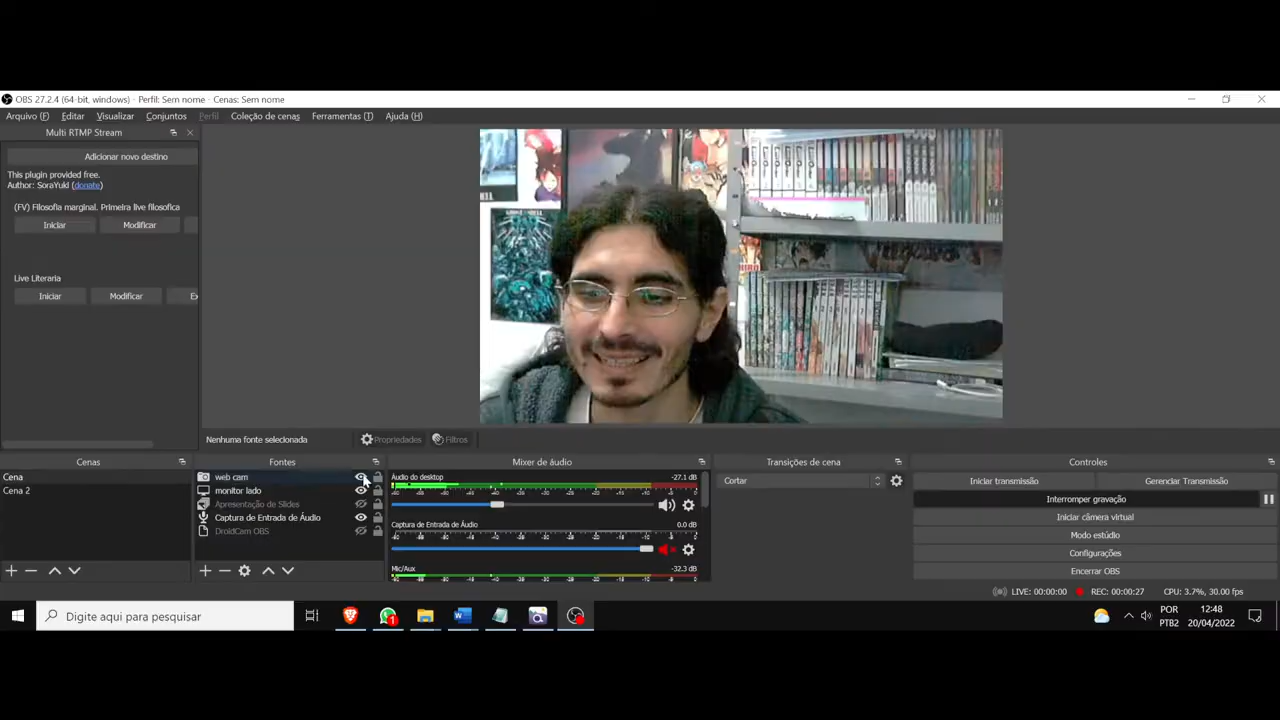 OBS 27.2.4 (64-bit, windows) - Perfil: Sem nome - Cenas: Sem nome
Arquivo (F) Editar Visualizar Conjuntos Perfil Coleção de cenas Ferramentas (T) Ajuda (H)
Multi RTMP Stream
Adicionar novo destino
This plugin provided free.
Author: SoraYuki (donate)
(FV) Filosofia marginal. Primeira live filosofica
Iniciar Modificar
Live Literaria
Iniciar Modificar Ex
Nenhuma fonte selecionada Propriedades Filtros
Cenas
Cena
Cena 2
Fontes
web cam
monitor lado
Apresentação de Slides
Captura de Entrada de Áudio
DroidCam OBS
Mixer de áudio
Áudio do desktop -27.1 dB
Captura de Entrada de Áudio 0.0 dB
Mic/Aux -32.3 dB
Transições de cena
Cortar
Controles
Iniciar transmissão Gerenciar Transmissão
Interromper gravação
Iniciar câmera virtual
Modo estúdio
Configurações
Encerrar OBS
LIVE: 00:00:00 REC: 00:00:27 CPU: 3.7%, 30.00 fps
Digite aqui para pesquisar
1
POR
PTB2
12:48
20/04/2022